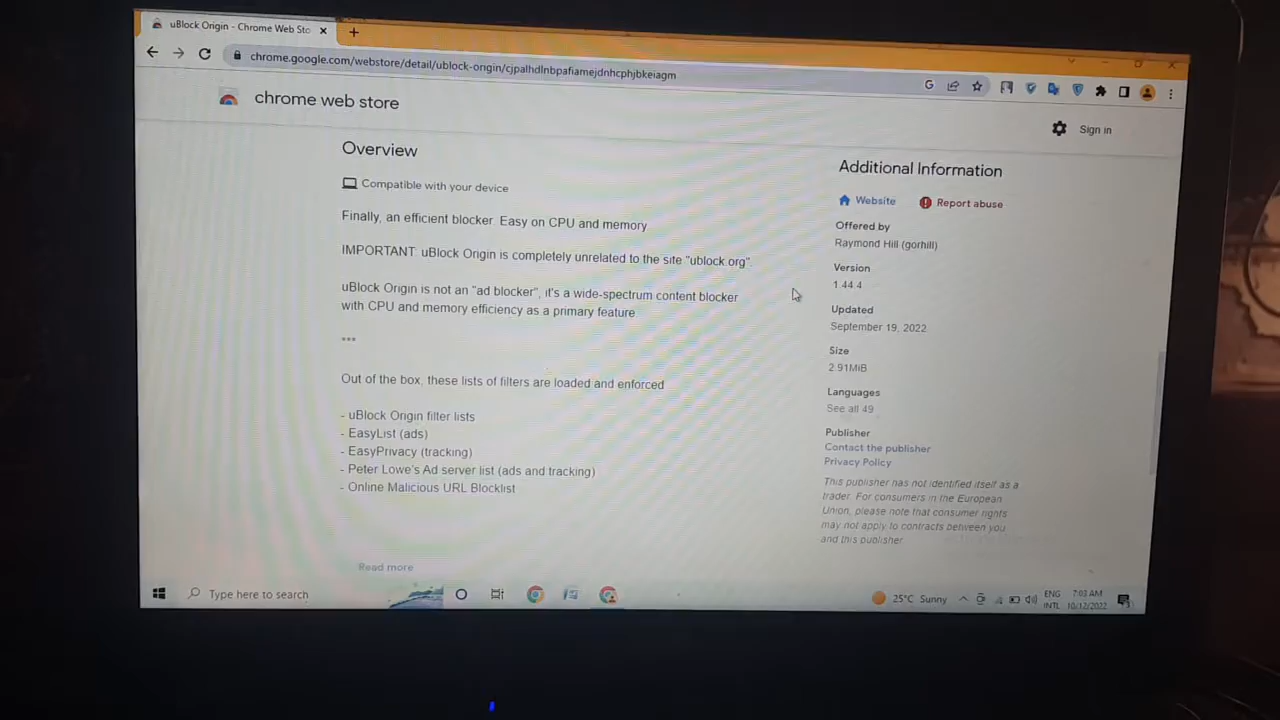 uBlock Origin - Chrome Web Sto
chrome.google.com/webstore/detail/ublock-origin/cjpalhdlnbpafiamejdnhcphjbkeiagm
chrome web store
Sign in
Overview
Compatible with your device
Finally, an efficient blocker. Easy on CPU and memory
IMPORTANT: uBlock Origin is completely unrelated to the site "ublock.org".
uBlock Origin is not an "ad blocker", it's a wide-spectrum content blocker
with CPU and memory efficiency as a primary feature
***
Out of the box, these lists of filters are loaded and enforced
- uBlock Origin filter lists
- EasyList (ads)
- EasyPrivacy (tracking)
- Peter Lowe's Ad server list (ads and tracking)
- Online Malicious URL Blocklist
Read more
Additional Information
Website
Report abuse
Offered by
Raymond Hill (gorhill)
Version
1.44.4
Updated
September 19, 2022
Size
2.91MiB
Languages
See all 49
Publisher
Contact the publisher
Privacy Policy
This publisher has not identified itself as a
trader. For consumers in the European
Union, please note that consumer rights
may not apply to contracts between you
and this publisher.
Type here to search
25°C Sunny
ENG
INTL
7:03 AM
10/12/2022